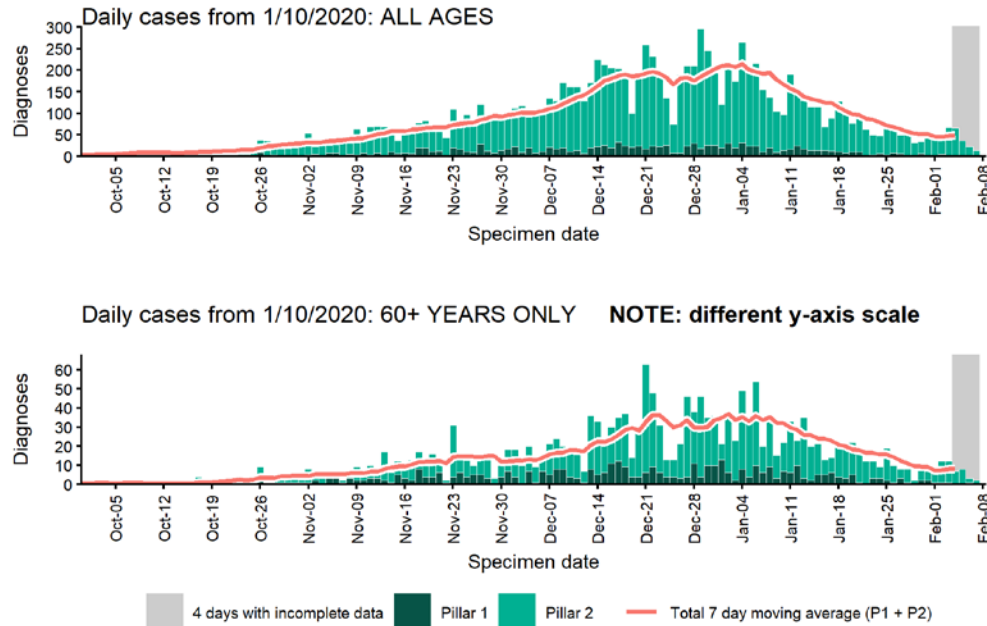 Daily cases from 1/10/2020: ALL AGES
300
250
200
150
100
50
0
Diagnoses
Oct-05
Oct-12
Oct-19
Oct-26
Nov-02
Nov-09
Nov-16
Nov-23
Nov-30
Dec-07
Dec-14
Dec-21
Dec-28
Jan-04
Jan-11
Jan-18
Jan-25
Feb-01
Feb-08
Specimen date
Daily cases from 1/10/2020: 60+ YEARS ONLY NOTE: different y-axis scale
60
50
40
30
20
10
0
Diagnoses
Oct-05
Oct-12
Oct-19
Oct-26
Nov-02
Nov-09
Nov-16
Nov-23
Nov-30
Dec-07
Dec-14
Dec-21
Dec-28
Jan-04
Jan-11
Jan-18
Jan-25
Feb-01
Feb-08
Specimen date
4 days with incomplete data Pillar 1 Pillar 2 Total 7 day moving average (P1 + P2)